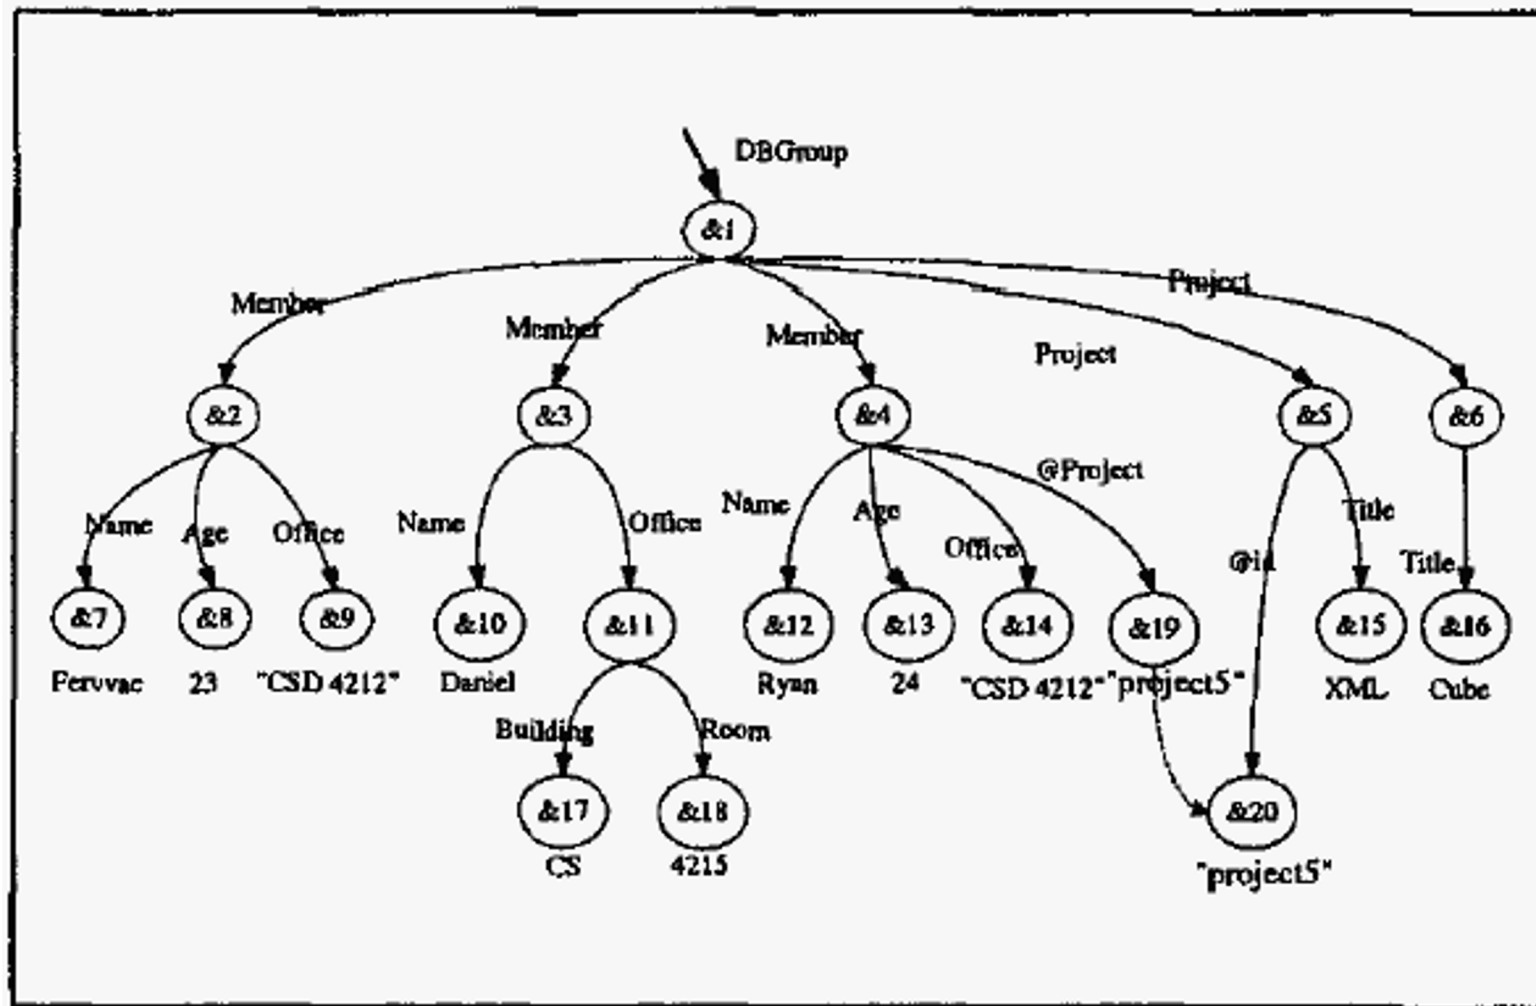 DBGroup
&1
Project
Member
Member
Member
Project
&2 &3 &4 &5 &6
@Project
Name Age Office Name Office Name Age Office @id Title Title
&7 &8 &9 &10 &11 &12 &13 &14 &19 &15 &16
23 "CSD 4212" Daniel Ryan 24 "CSD 4212" "project5" XML Cube
Building Room
&17 &18 &20
CS 4215 "project5"